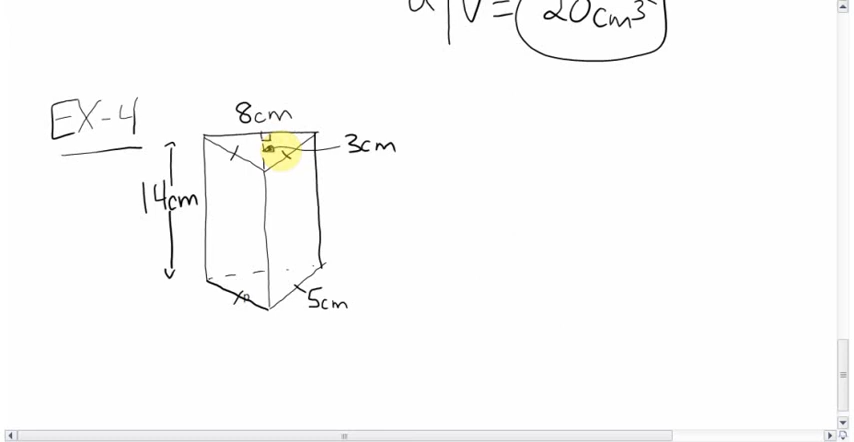 V = 20cm³
EX-4
8cm
3cm
14cm
5cm